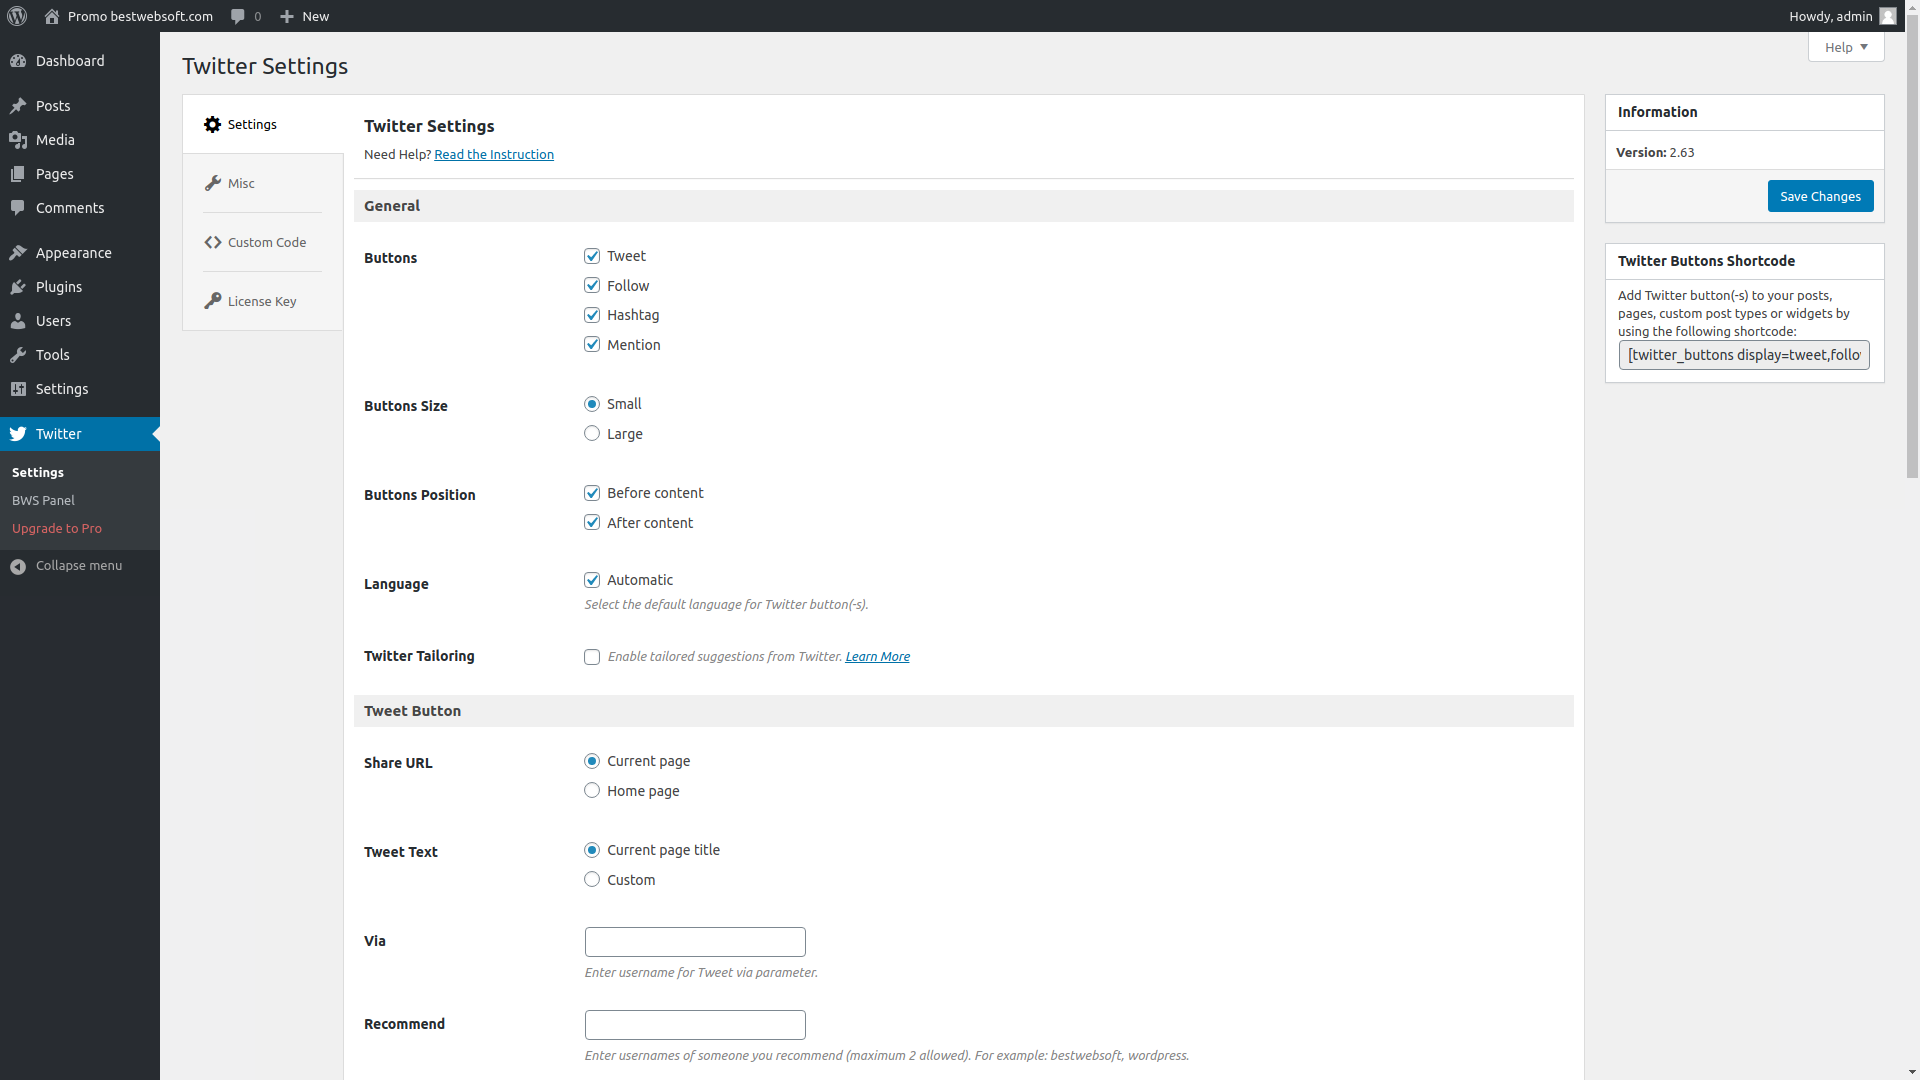 Promo bestwebsoft.com
0
New
Howdy, admin
Help
Dashboard
Posts
Media
Pages
Comments
Appearance
Plugins
Users
Tools
Settings
Twitter
Settings
BWS Panel
Upgrade to Pro
Collapse menu
Twitter Settings
Settings
Misc
Custom Code
License Key
Twitter Settings
Need Help? Read the Instruction
General
Buttons
Tweet
Follow
Hashtag
Mention
Buttons Size
Small
Large
Buttons Position
Before content
After content
Language
Automatic
Select the default language for Twitter button(-s).
Twitter Tailoring
Enable tailored suggestions from Twitter. Learn More
Tweet Button
Share URL
Current page
Home page
Tweet Text
Current page title
Custom
Via
Enter username for Tweet via parameter.
Recommend
Enter usernames of someone you recommend (maximum 2 allowed). For example: bestwebsoft, wordpress.
Information
Version: 2.63
Save Changes
Twitter Buttons Shortcode
Add Twitter button(-s) to your posts,
pages, custom post types or widgets by
using the following shortcode:
[twitter_buttons display=tweet,follo